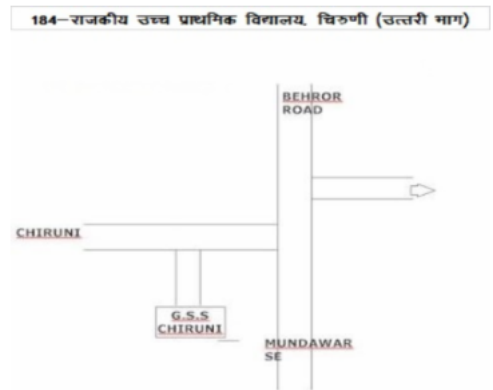 184-राजकीय उच्च प्राथमिक विद्यालय, चिरुणी (उत्तरी भाग)
BEHROR
ROAD
CHIRUNI
G.S.S
CHIRUNI
MUNDAWAR
SE